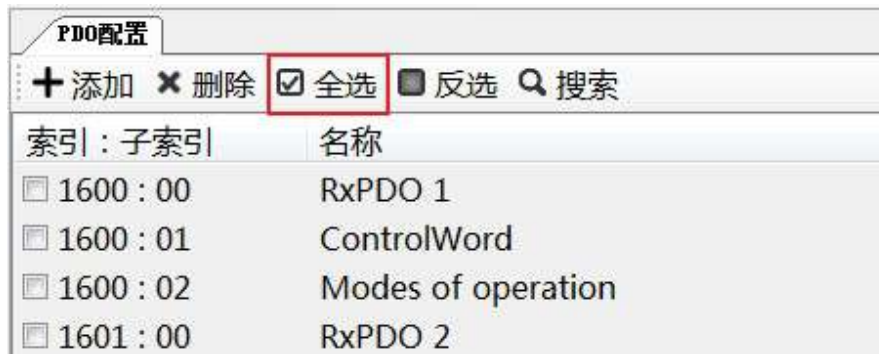 PDO配置
添加 删除 全选 反选 搜索
索引：子索引 名称
1600 : 00 RxPDO 1
1600 : 01 ControlWord
1600 : 02 Modes of operation
1601 : 00 RxPDO 2